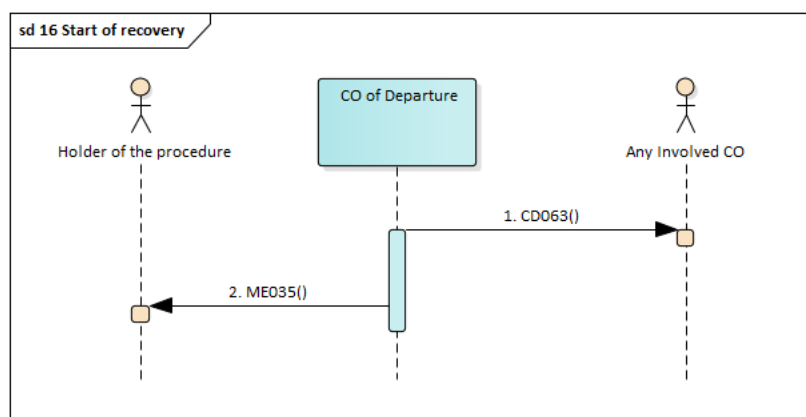 sd 16 Start of recovery
CO of Departure
Holder of the procedure
Any Involved CO
1. CD063()
2. ME035()